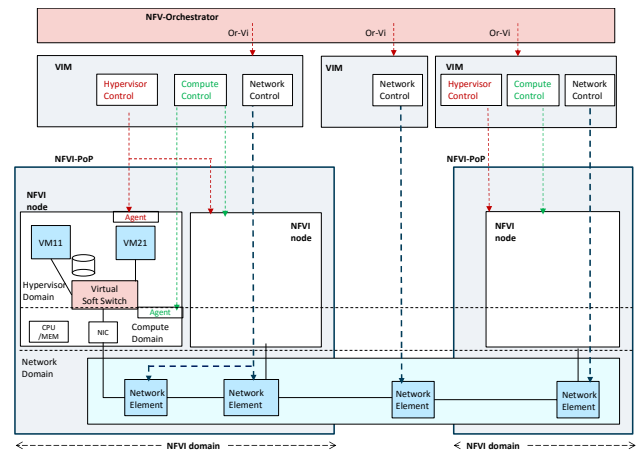 NFV-Orchestrator
Or-Vi
Or-Vi
Or-Vi
VIM
VIM
VIM
Hypervisor
Control
Compute
Control
Network
Control
Network
Control
Hypervisor
Control
Compute
Control
Network
Control
NFVI-PoP
NFVI-PoP
NFVI
node
Agent
VM11
VM21
NFVI
node
NFVI
node
Virtual
Soft Switch
Hypervisor
Domain
Agent
CPU
/MEM
NIC
Compute
Domain
Network
Domain
Network
Element
Network
Element
Network
Element
Network
Element
NFVI domain
NFVI domain